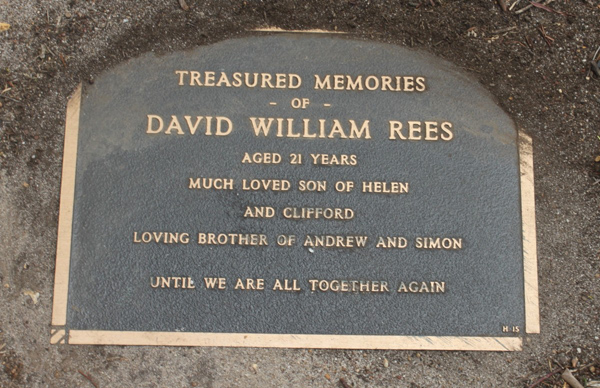 TREASURED MEMORIES
- OF -
DAVID WILLIAM REES
AGED 21 YEARS
MUCH LOVED SON OF HELEN
AND CLIFFORD
LOVING BROTHER OF ANDREW AND SIMON
UNTIL WE ARE ALL TOGETHER AGAIN
H 15